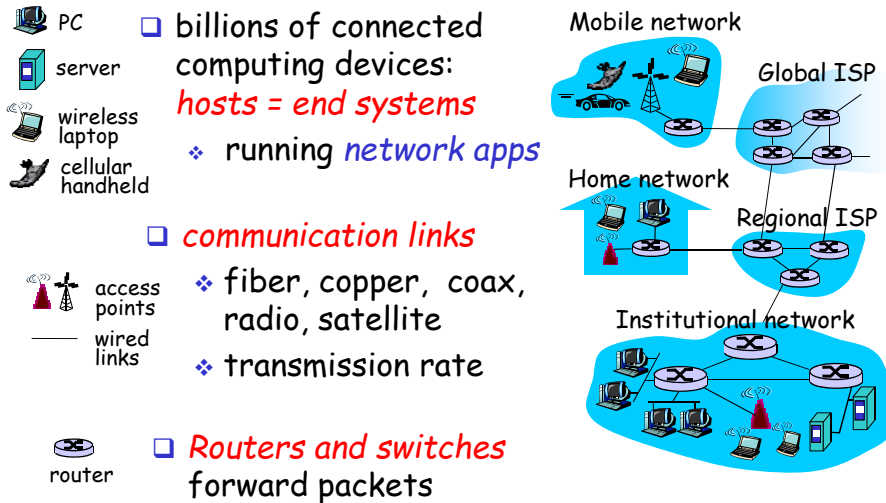 PC
server
wireless
laptop
cellular
handheld
billions of connected
computing devices:
hosts = end systems
running network apps
communication links
fiber, copper, coax,
radio, satellite
transmission rate
access
points
wired
links
router
Routers and switches
forward packets
Mobile network
Global ISP
Home network
Regional ISP
Institutional network